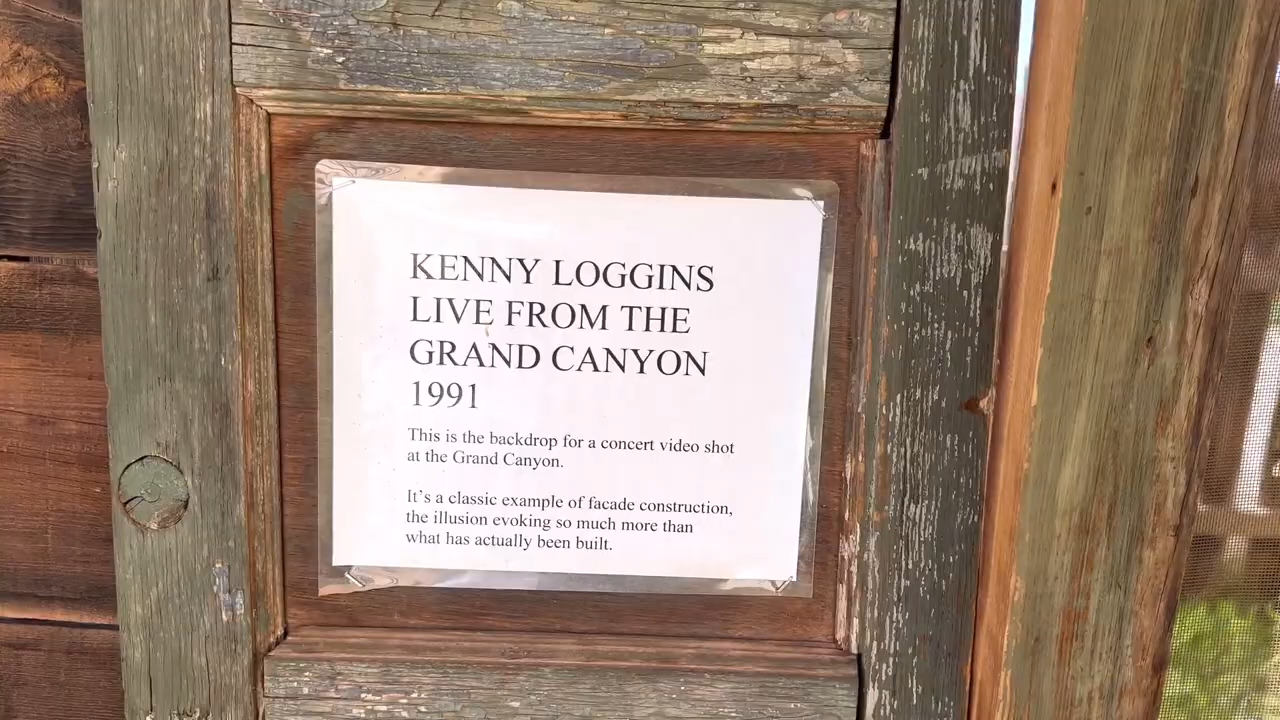 KENNY LOGGINS
LIVE FROM THE
GRAND CANYON
1991
This is the backdrop for a concert video shot
at the Grand Canyon.
It's a classic example of facade construction,
the illusion evoking so much more than
what has actually been built.